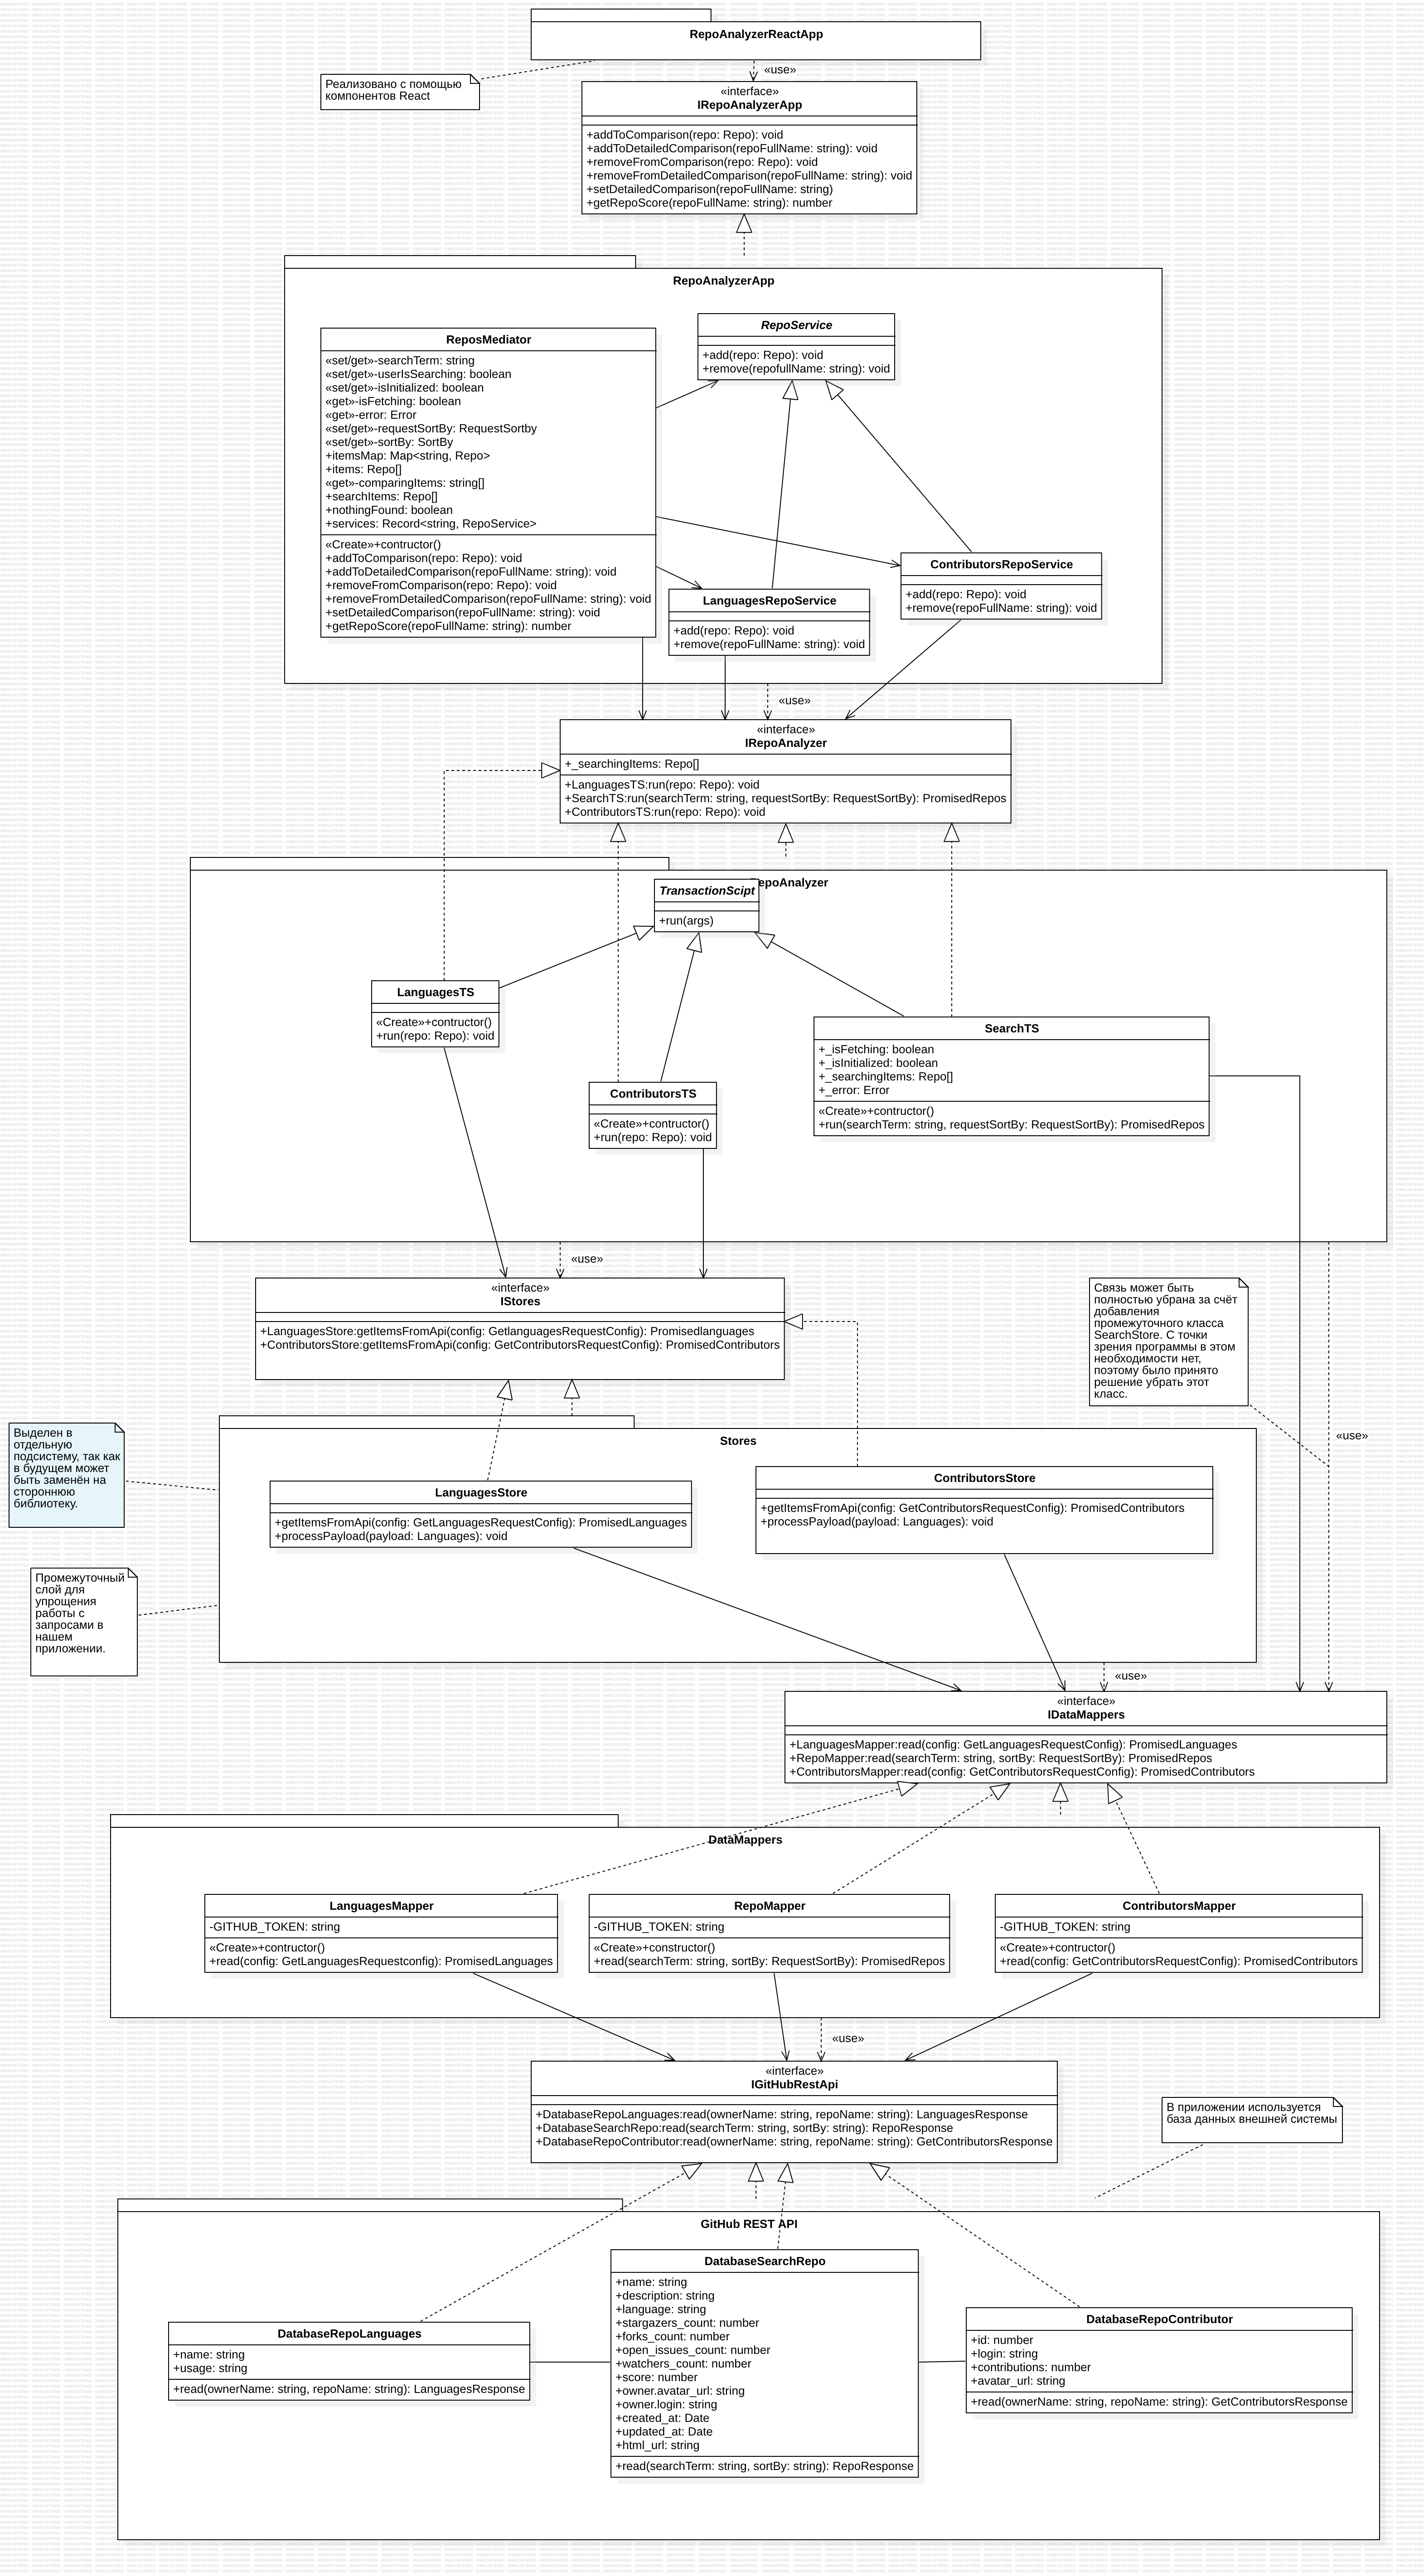 RepoAnalyzerReactApp
«use»
Реализовано с помощью
компонентов React
«interface»
IRepoAnalyzerApp
+addToComparison(repo: Repo): void
+addToDetailedComparison(repoFullName: string): void
+removeFromComparison(repo: Repo): void
+removeFromDetailedComparison(repoFullName: string): void
+setDetailedComparison(repoFullName: string)
+getRepoScore(repoFullName: string): number
RepoAnalyzerApp
ReposMediator
«set/get»-searchTerm: string
«set/get»-userIsSearching: boolean
«set/get»-isInitialized: boolean
«get»-isFetching: boolean
«get»-error: Error
«set/get»-requestSortBy: RequestSortby
«set/get»-sortBy: SortBy
+itemsMap: Map<string, Repo>
+items: Repo[]
«get»-comparingItems: string[]
+searchItems: Repo[]
+nothingFound: boolean
+services: Record<string, RepoService>
«Create»+contructor()
+addToComparison(repo: Repo): void
+addToDetailedComparison(repoFullName: string): void
+removeFromComparison(repo: Repo): void
+removeFromDetailedComparison(repoFullName: string): void
+setDetailedComparison(repoFullName: string): void
+getRepoScore(repoFullName: string): number
RepoService
+add(repo: Repo): void
+remove(repofullName: string): void
ContributorsRepoService
+add(repo: Repo): void
+remove(repoFullName: string): void
LanguagesRepoService
+add(repo: Repo): void
+remove(repoFullName: string): void
«use»
«interface»
IRepoAnalyzer
+_searchingItems: Repo[]
+LanguagesTS:run(repo: Repo): void
+SearchTS:run(searchTerm: string, requestSortBy: RequestSortBy): PromisedRepos
+ContributorsTS:run(repo: Repo): void
epoAnalyzer
TransactionScipt
+run(args)
LanguagesTS
«Create»+contructor()
+run(repo: Repo): void
ContributorsTS
«Create»+contructor()
+run(repo: Repo): void
SearchTS
+_isFetching: boolean
+_isInitialized: boolean
+_searchingItems: Repo[]
+_error: Error
«Create»+contructor()
+run(searchTerm: string, requestSortBy: RequestSortBy): PromisedRepos
«use»
«interface»
IStores
+LanguagesStore:getItemsFromApi(config: GetlanguagesRequestConfig): Promisedlanguages
+ContributorsStore:getItemsFromApi(config: GetContributorsRequestConfig): PromisedContributors
Связь может быть
полностью убрана за счёт
добавления
промежуточного класса
SearchStore. С точки
зрения программы в этом
необходимости нет,
поэтому было принято
решение убрать этот
класс.
«use»
Выделен в
отдельную
подсистему, так как
в будущем может
быть заменён на
стороннюю
библиотеку.
Промежуточный
слой для
упрощения
работы с
запросами в
нашем
приложении.
Stores
LanguagesStore
+getItemsFromApi(config: GetLanguagesRequestConfig): PromisedLanguages
+processPayload(payload: Languages): void
ContributorsStore
+getItemsFromApi(config: GetContributorsRequestConfig): PromisedContributors
+processPayload(payload: Languages): void
«use»
«interface»
IDataMappers
+LanguagesMapper:read(config: GetLanguagesRequestConfig): PromisedLanguages
+RepoMapper:read(searchTerm: string, sortBy: RequestSortBy): PromisedRepos
+ContributorsMapper:read(config: GetContributorsRequestConfig): PromisedContributors
DataMappers
LanguagesMapper
-GITHUB_TOKEN: string
«Create»+contructor()
+read(config: GetLanguagesRequestconfig): PromisedLanguages
RepoMapper
-GITHUB_TOKEN: string
«Create»+constructor()
+read(searchTerm: string, sortBy: RequestSortBy): PromisedRepos
ContributorsMapper
-GITHUB_TOKEN: string
«Create»+contructor()
+read(config: GetContributorsRequestConfig): PromisedContributors
«use»
«interface»
IGitHubRestApi
+DatabaseRepoLanguages:read(ownerName: string, repoName: string): LanguagesResponse
+DatabaseSearchRepo:read(searchTerm: string, sortBy: string): RepoResponse
+DatabaseRepoContributor:read(ownerName: string, repoName: string): GetContributorsResponse
В приложении используется
база данных внешней системы
GitHub REST API
DatabaseRepoLanguages
+name: string
+usage: string
+read(ownerName: string, repoName: string): LanguagesResponse
DatabaseSearchRepo
+name: string
+description: string
+language: string
+stargazers_count: number
+forks_count: number
+open_issues_count: number
+watchers_count: number
+score: number
+owner.avatar_url: string
+owner.login: string
+created_at: Date
+updated_at: Date
+html_url: string
+read(searchTerm: string, sortBy: string): RepoResponse
DatabaseRepoContributor
+id: number
+login: string
+contributions: number
+avatar_url: string
+read(ownerName: string, repoName: string): GetContributorsResponse